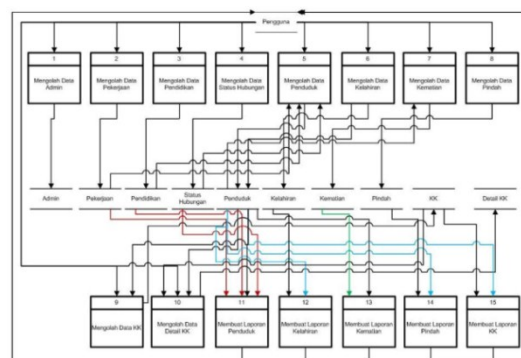 Pengguna
1
2
3
4
5
6
7
8
Mengolah Data
Admin
Mengolah Data
Pekerjaan
Mengolah Data
Pendidikan
Mengolah Data
Status Hubungan
Mengolah Data
Penduduk
Mengolah Data
Kelahiran
Mengolah Data
Kematian
Mengolah Data
Pindah
Admin
Pekerjaan
Pendidikan
Status
Hubungan
Penduduk
Kelahiran
Kematian
Pindah
KK
Detail KK
9
10
11
12
13
14
15
Mengolah Data KK
Mengolah Data
Detail KK
Membuat Laporan
Penduduk
Membuat Laporan
Kelahiran
Membuat Laporan
Kematian
Membuat Laporan
Pindah
Membuat Laporan
KK